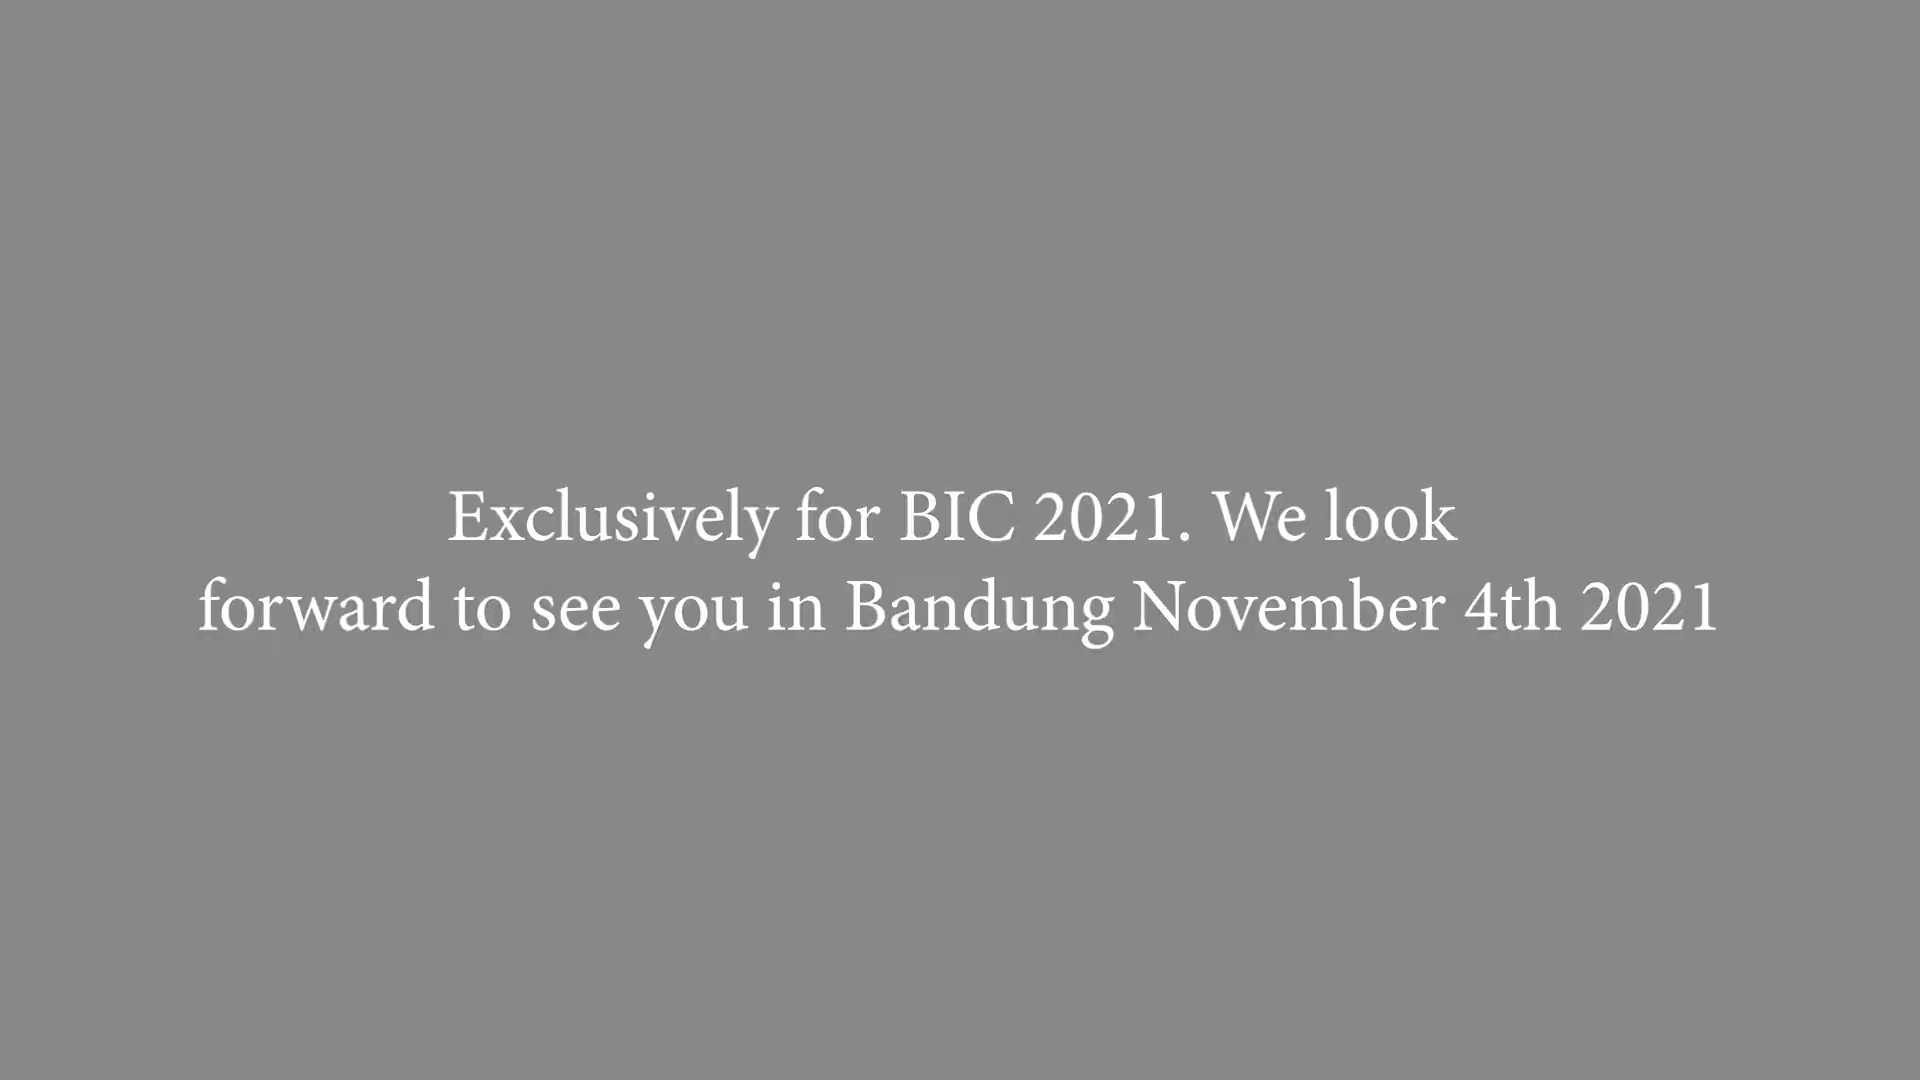 Exclusively for BIC 2021. We look
forward to see you in Bandung November 4th 2021